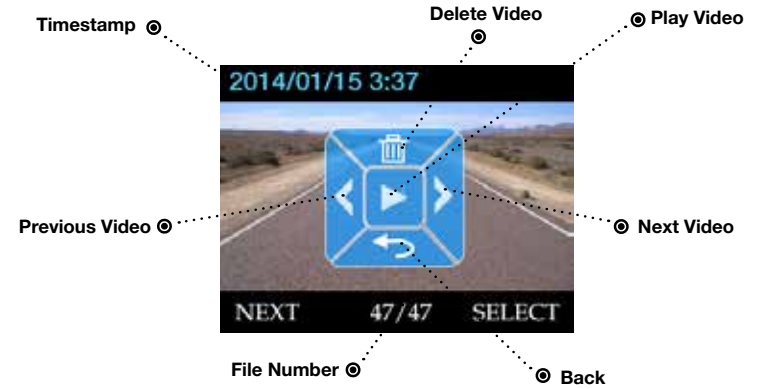 Delete Video
Timestamp
Play Video
2014/01/15 3:37
Previous Video
Next Video
NEXT 47/47 SELECT
File Number
Back